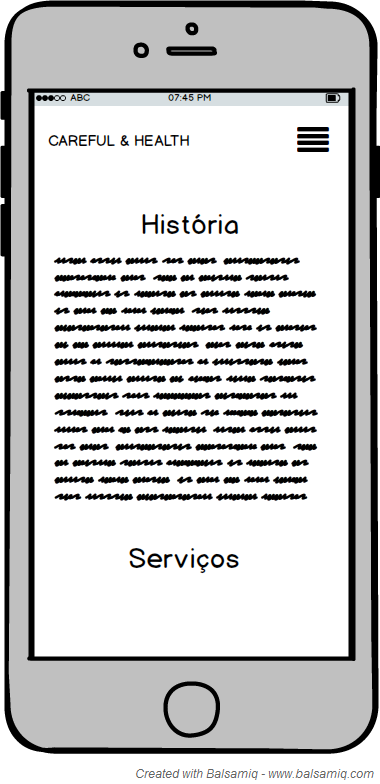 ABC 07:45 PM
CAREFUL & HEALTH
História
Serviços
Created with Balsamiq - www.balsamiq.com